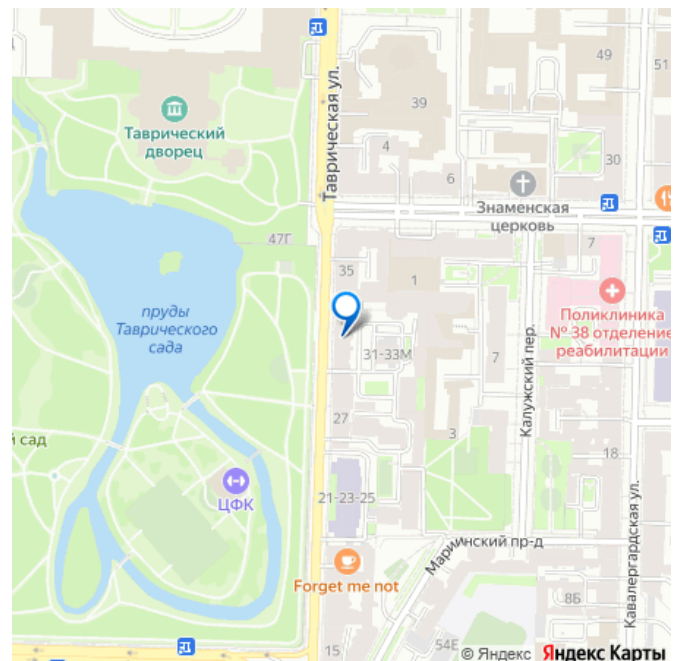 49
51
39
Таврическая ул.
Таврический
дворец
4
6
30
Знаменская
церковь
47Г
7
35
1
Поликлиника
№ 38 отделение
реабилитации
пруды
Таврического
сада
31-33М
7
Калужский пер.
27
3
й сад
18
ЦФК
21-23-25
Мариинский пр-д
Кавалергардская ул.
Forget me not
8Б
15
54Е
© Яндекс Яндекс Карты